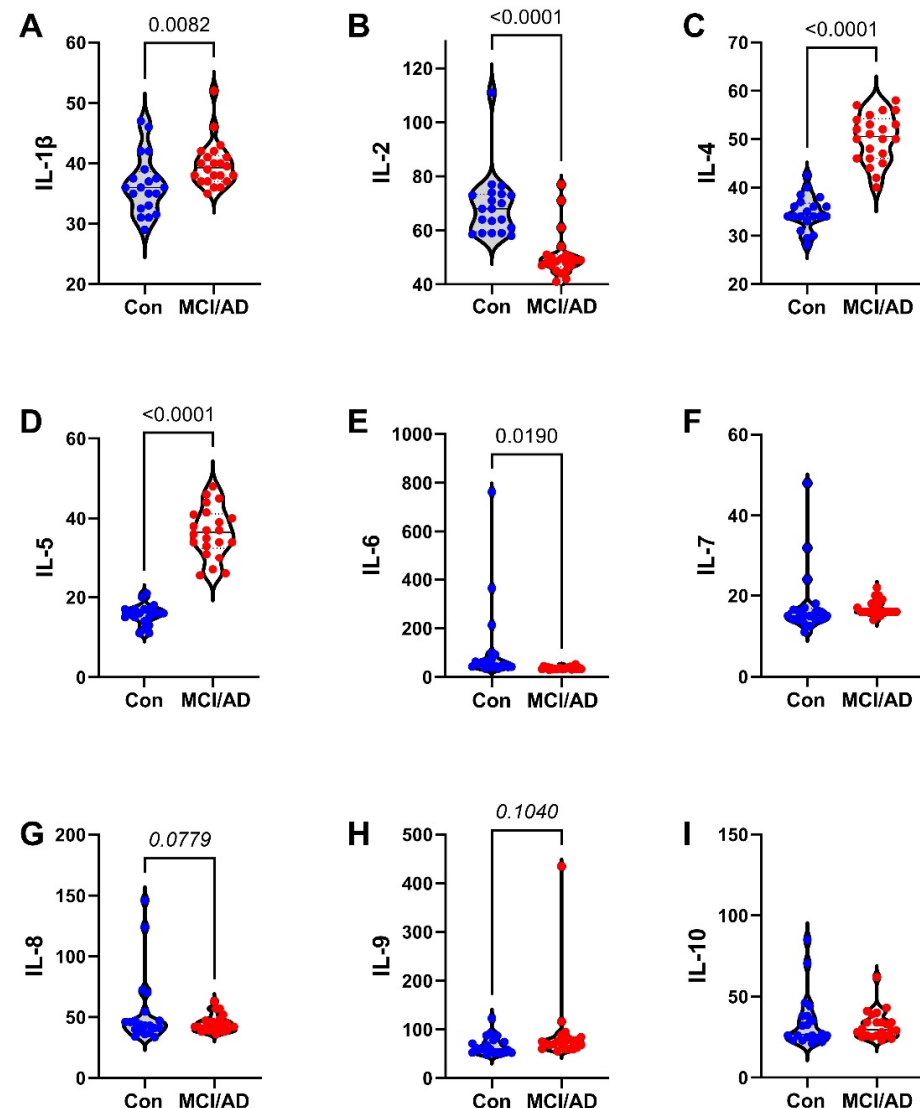 A
0.0082
IL-1β
60
50
40
30
20
Con MCI/AD
B
<0.0001
IL-2
120
100
80
60
40
Con MCI/AD
C
<0.0001
IL-4
70
60
50
40
30
20
Con MCI/AD
D
<0.0001
IL-5
60
40
20
0
Con MCI/AD
E
0.0190
IL-6
1000
800
600
400
200
0
Con MCI/AD
F
IL-7
60
40
20
0
Con MCI/AD
G
0.0779
IL-8
200
150
100
50
0
Con MCI/AD
H
0.1040
IL-9
500
400
300
200
100
0
Con MCI/AD
I
IL-10
150
100
50
0
Con MCI/AD